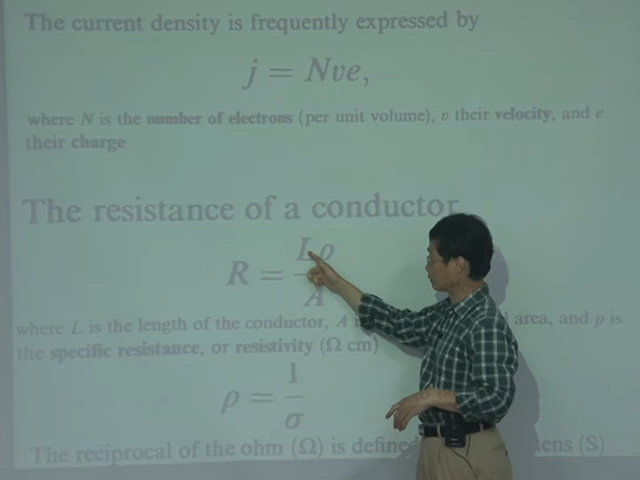 The current density is frequently expressed by
j = Nve,
where N is the number of electrons (per unit volume), v their velocity, and e
their charge
The resistance of a conductor
R = Lρ / A
where L is the length of the conductor, A area, and ρ is
the specific resistance, or resistivity (Ω cm)
ρ = 1 / σ
The reciprocal of the ohm (Ω) is ens (S)